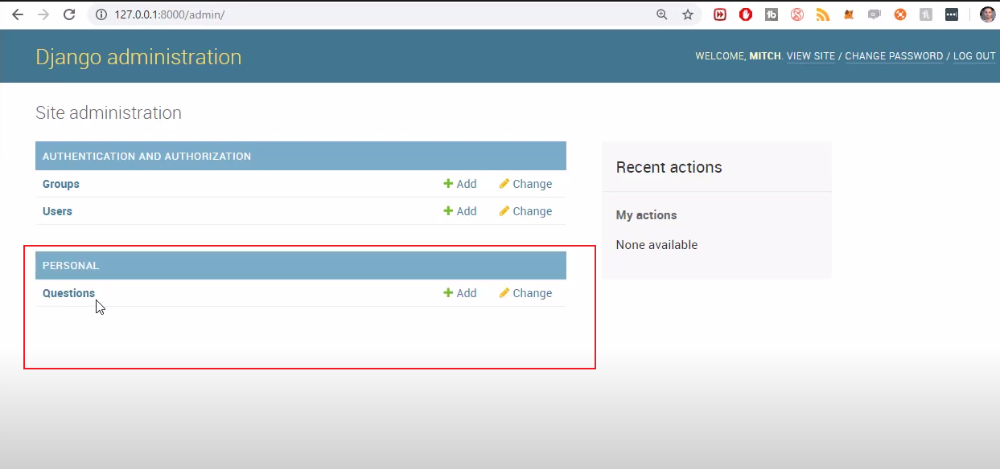 127.0.0.1:8000/admin/
Django administration
WELCOME, MITCH. VIEW SITE / CHANGE PASSWORD / LOG OUT
Site administration
AUTHENTICATION AND AUTHORIZATION
Groups Add Change
Users Add Change
PERSONAL
Questions Add Change
Recent actions
My actions
None available